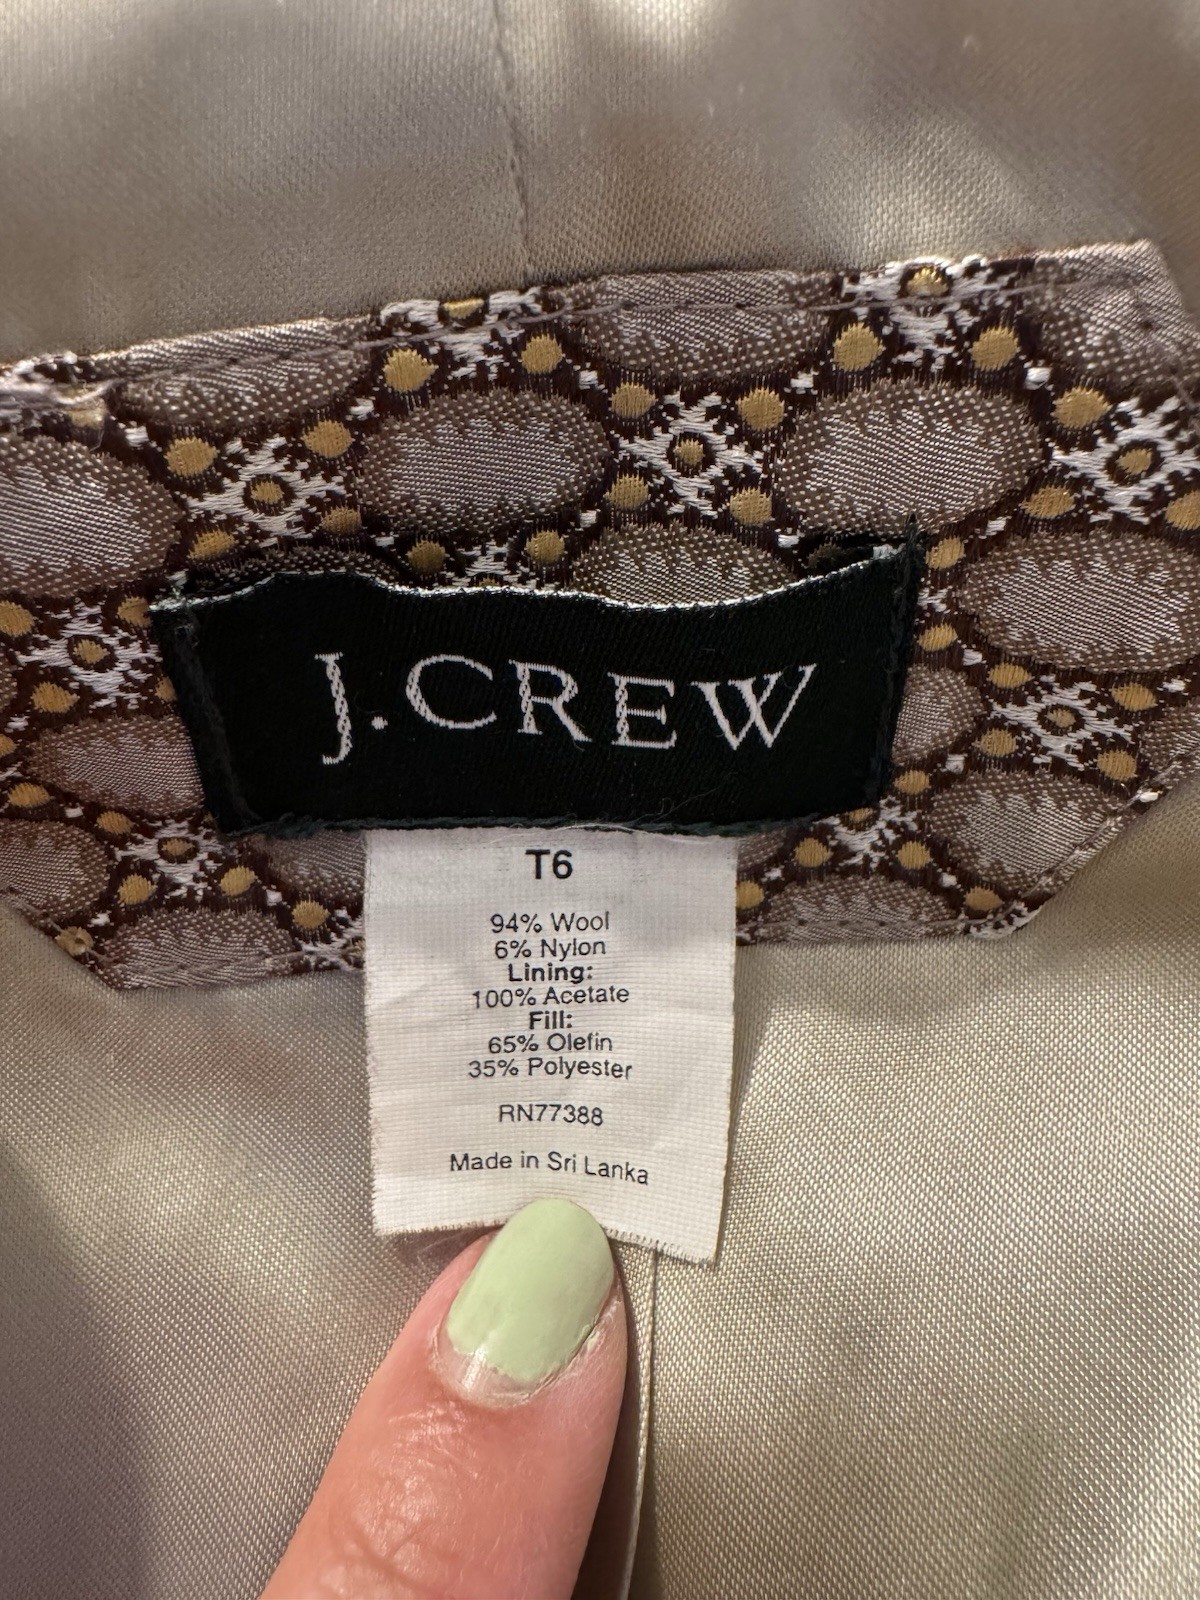 J.CREW
T6
94% Wool
6% Nylon
Lining:
100% Acetate
Fill:
65% Olefin
35% Polyester
RN77388
Made in Sri Lanka